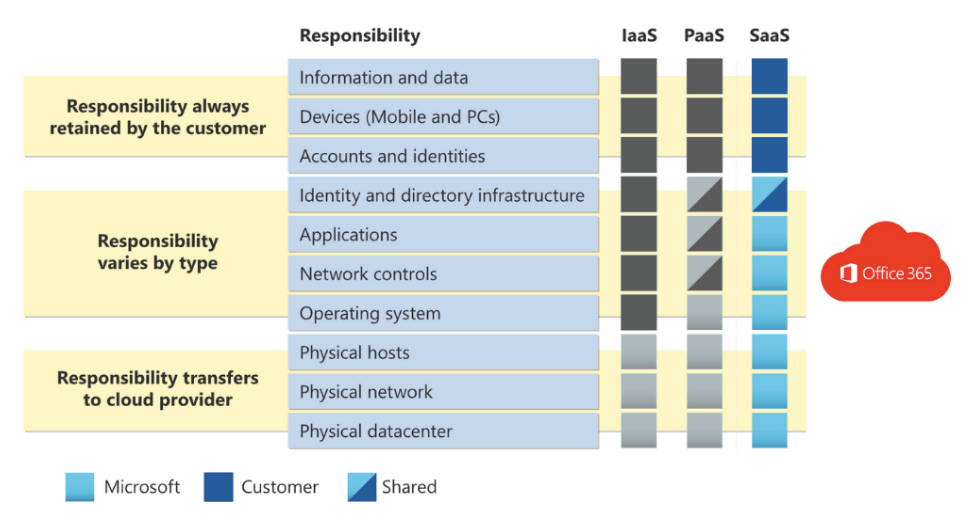 Responsibility IaaS PaaS SaaS
Information and data
Responsibility always
retained by the customer
Devices (Mobile and PCs)
Accounts and identities
Identity and directory infrastructure
Responsibility
varies by type
Applications
Network controls
Operating system
Office 365
Physical hosts
Responsibility transfers
to cloud provider
Physical network
Physical datacenter
Microsoft Customer Shared